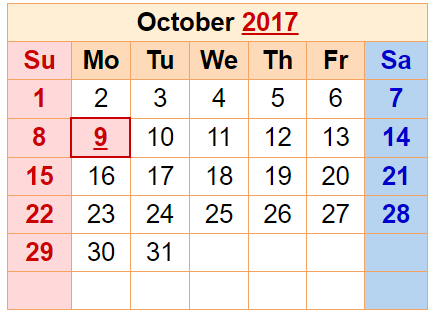 October 2017
Su Mo Tu We Th Fr Sa
1 2 3 4 5 6 7
8 9 10 11 12 13 14
15 16 17 18 19 20 21
22 23 24 25 26 27 28
29 30 31